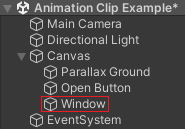 Animation Clip Example*
Main Camera
Directional Light
Canvas
Parallax Ground
Open Button
Window
EventSystem